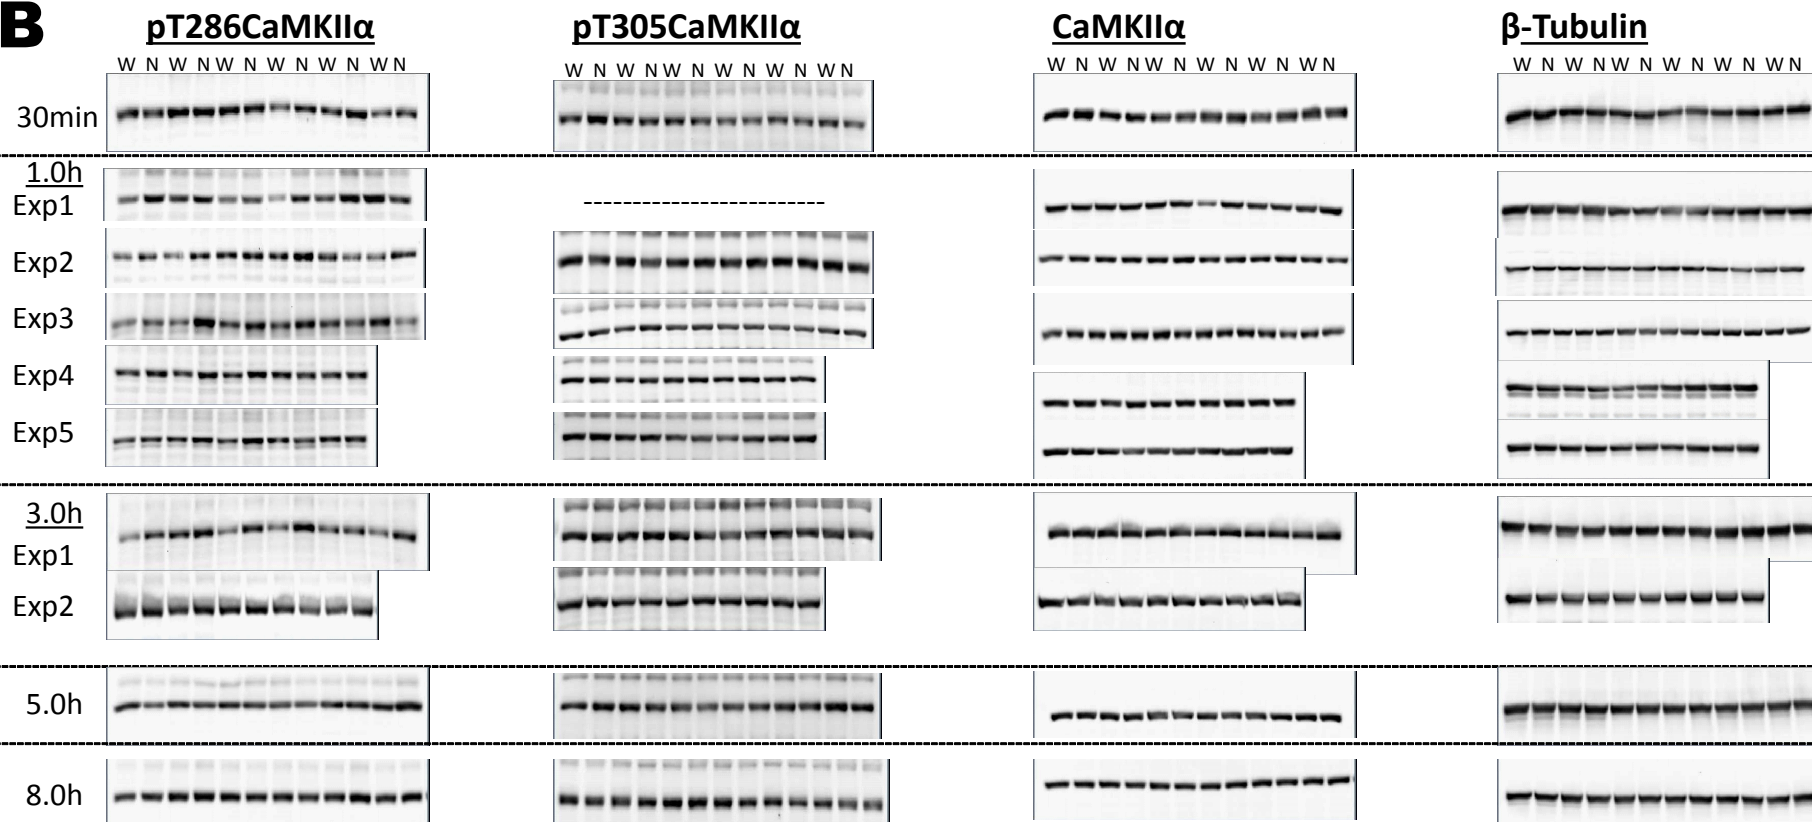 B
pT286CaMKIIα pT305CaMKIIα CaMKIIα β-Tubulin
W N W N W N W N W N W N W N W N W N W N W N W N W N W N W N W N W N W N W N W N W N W N W N W N
30min
1.0h
Exp1
Exp2
Exp3
Exp4
Exp5
3.0h
Exp1
Exp2
5.0h
8.0h